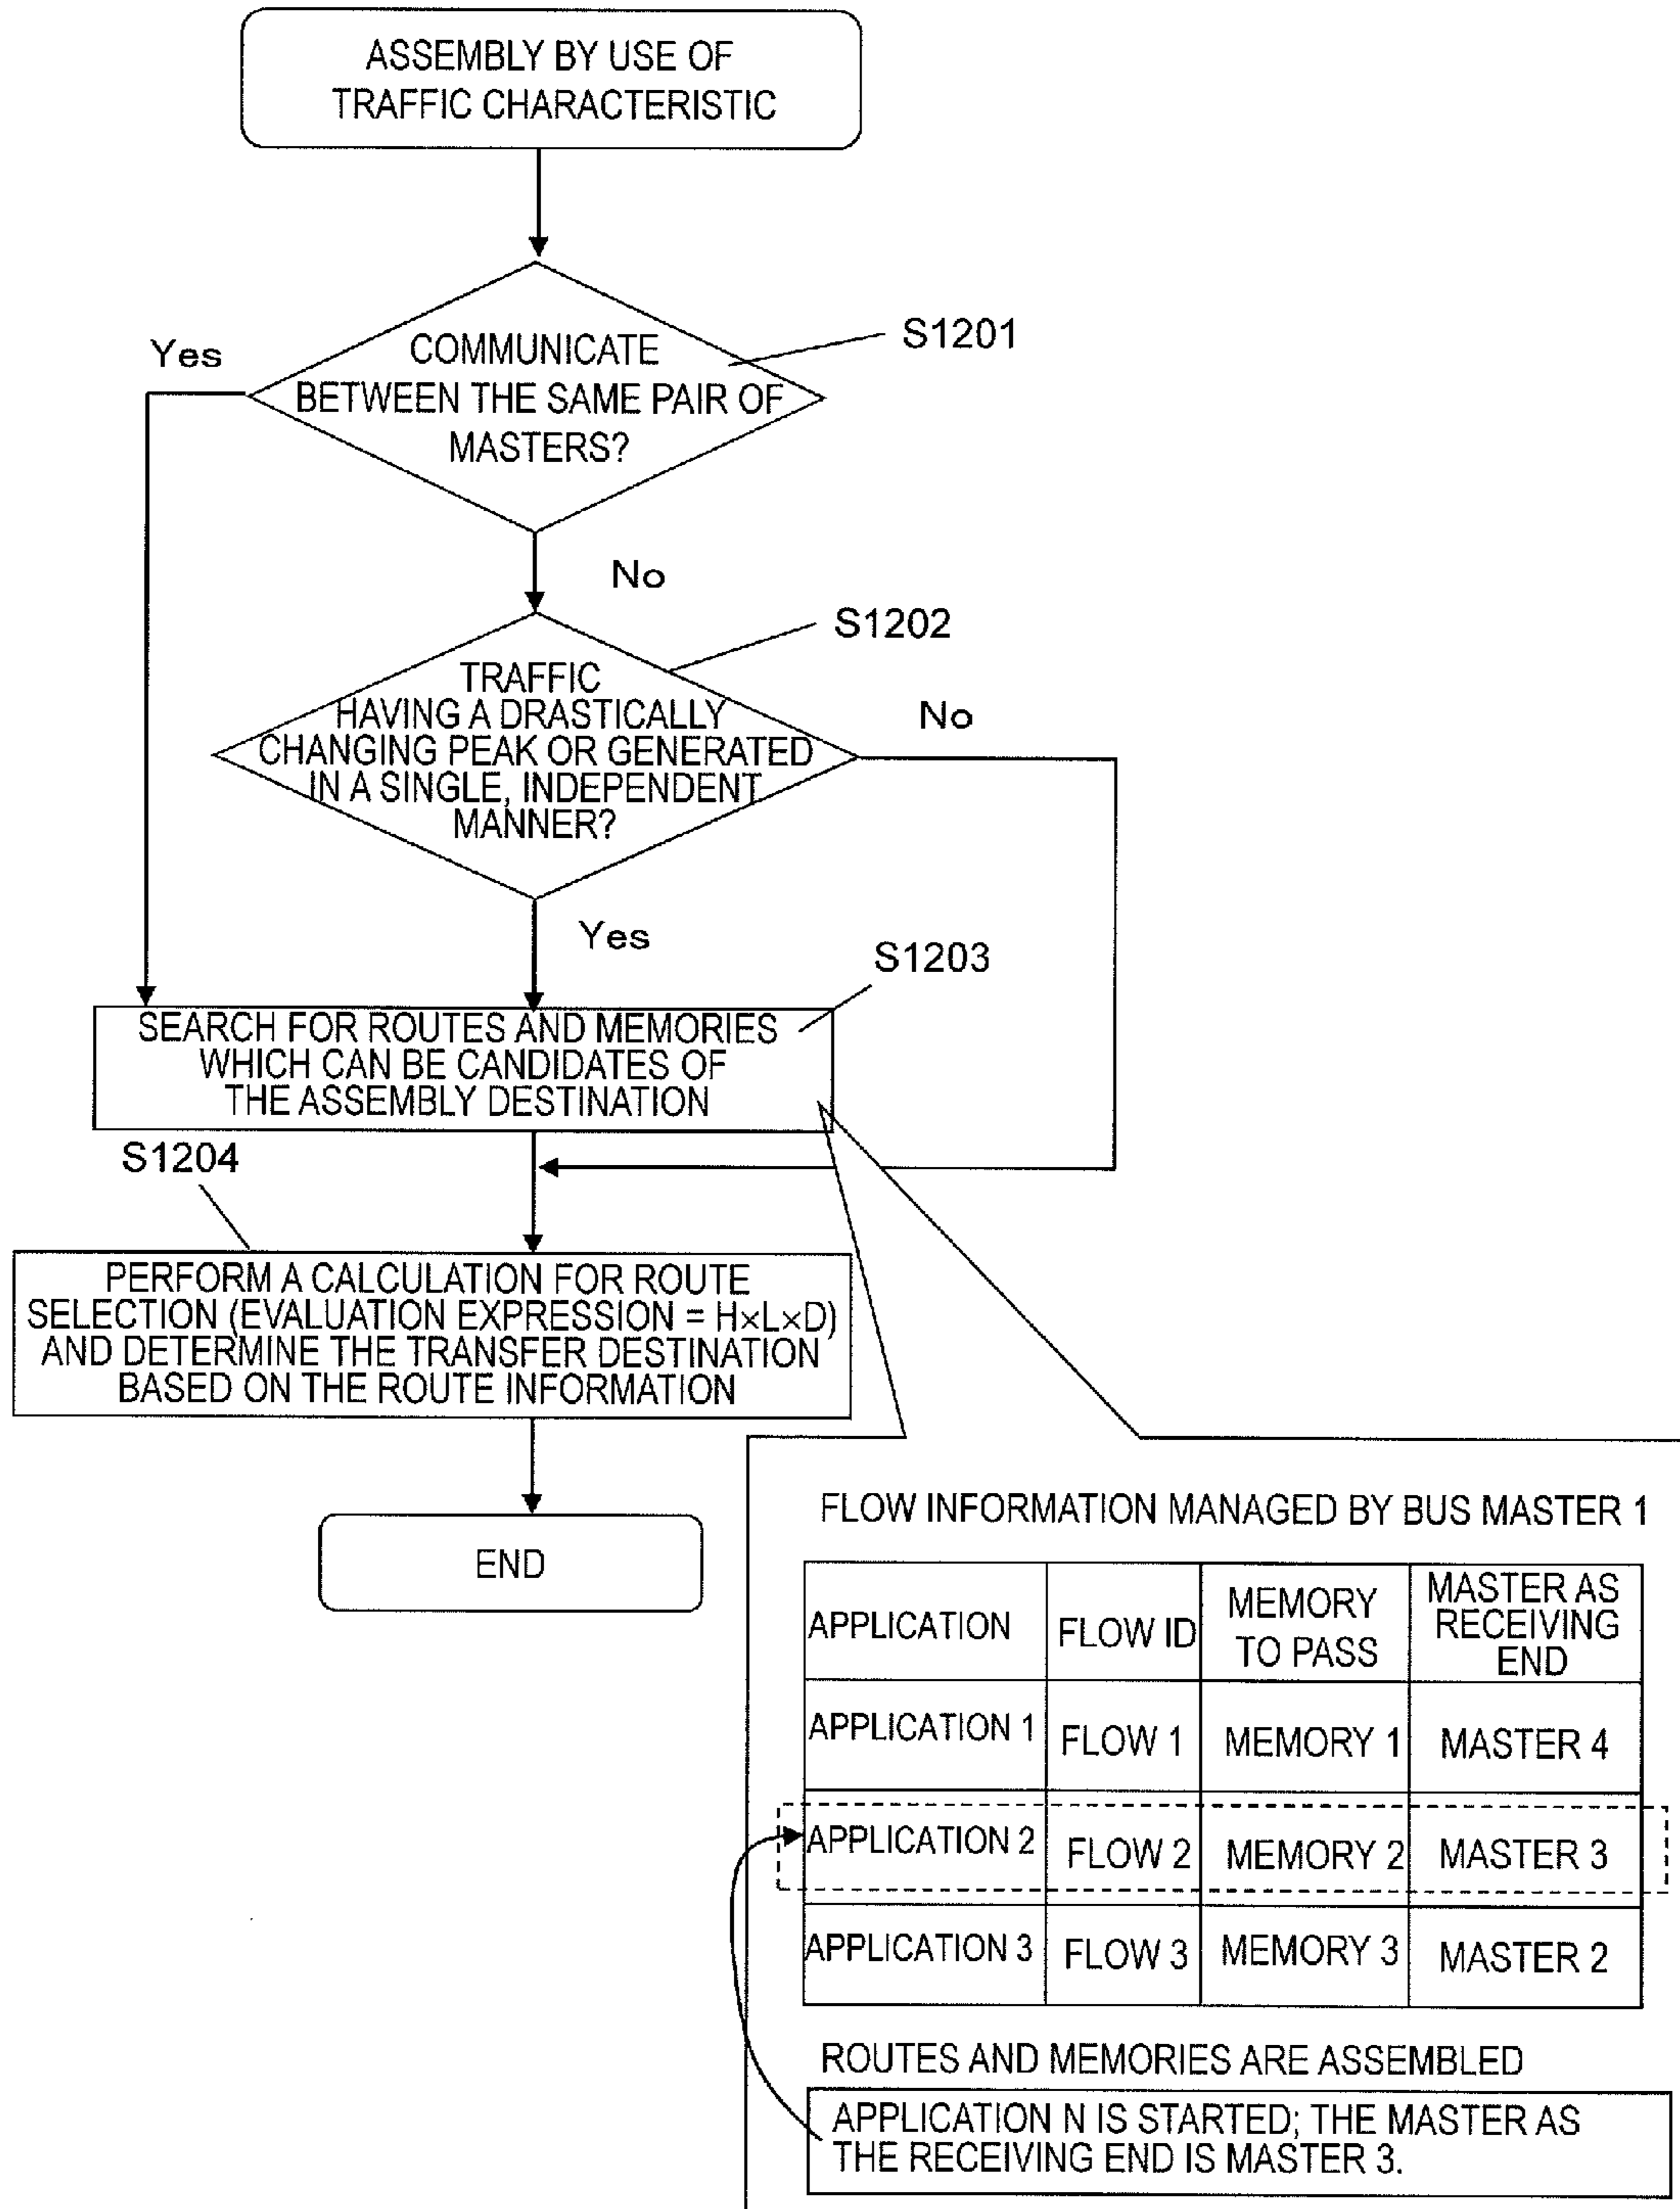 ASSEMBLY BY USE OF
TRAFFIC CHARACTERISTIC
S1201
Yes
COMMUNICATE
BETWEEN THE SAME PAIR OF
MASTERS?
No
S1202
TRAFFIC
HAVING A DRASTICALLY
CHANGING PEAK OR GENERATED
IN A SINGLE, INDEPENDENT
MANNER?
No
Yes
S1203
SEARCH FOR ROUTES AND MEMORIES
WHICH CAN BE CANDIDATES OF
THE ASSEMBLY DESTINATION
S1204
PERFORM A CALCULATION FOR ROUTE
SELECTION (EVALUATION EXPRESSION = H×L×D)
AND DETERMINE THE TRANSFER DESTINATION
BASED ON THE ROUTE INFORMATION
END
FLOW INFORMATION MANAGED BY BUS MASTER 1
APPLICATION FLOW ID MEMORY TO PASS MASTER AS RECEIVING END
APPLICATION 1 FLOW 1 MEMORY 1 MASTER 4
APPLICATION 2 FLOW 2 MEMORY 2 MASTER 3
APPLICATION 3 FLOW 3 MEMORY 3 MASTER 2
ROUTES AND MEMORIES ARE ASSEMBLED
APPLICATION N IS STARTED; THE MASTER AS
THE RECEIVING END IS MASTER 3.